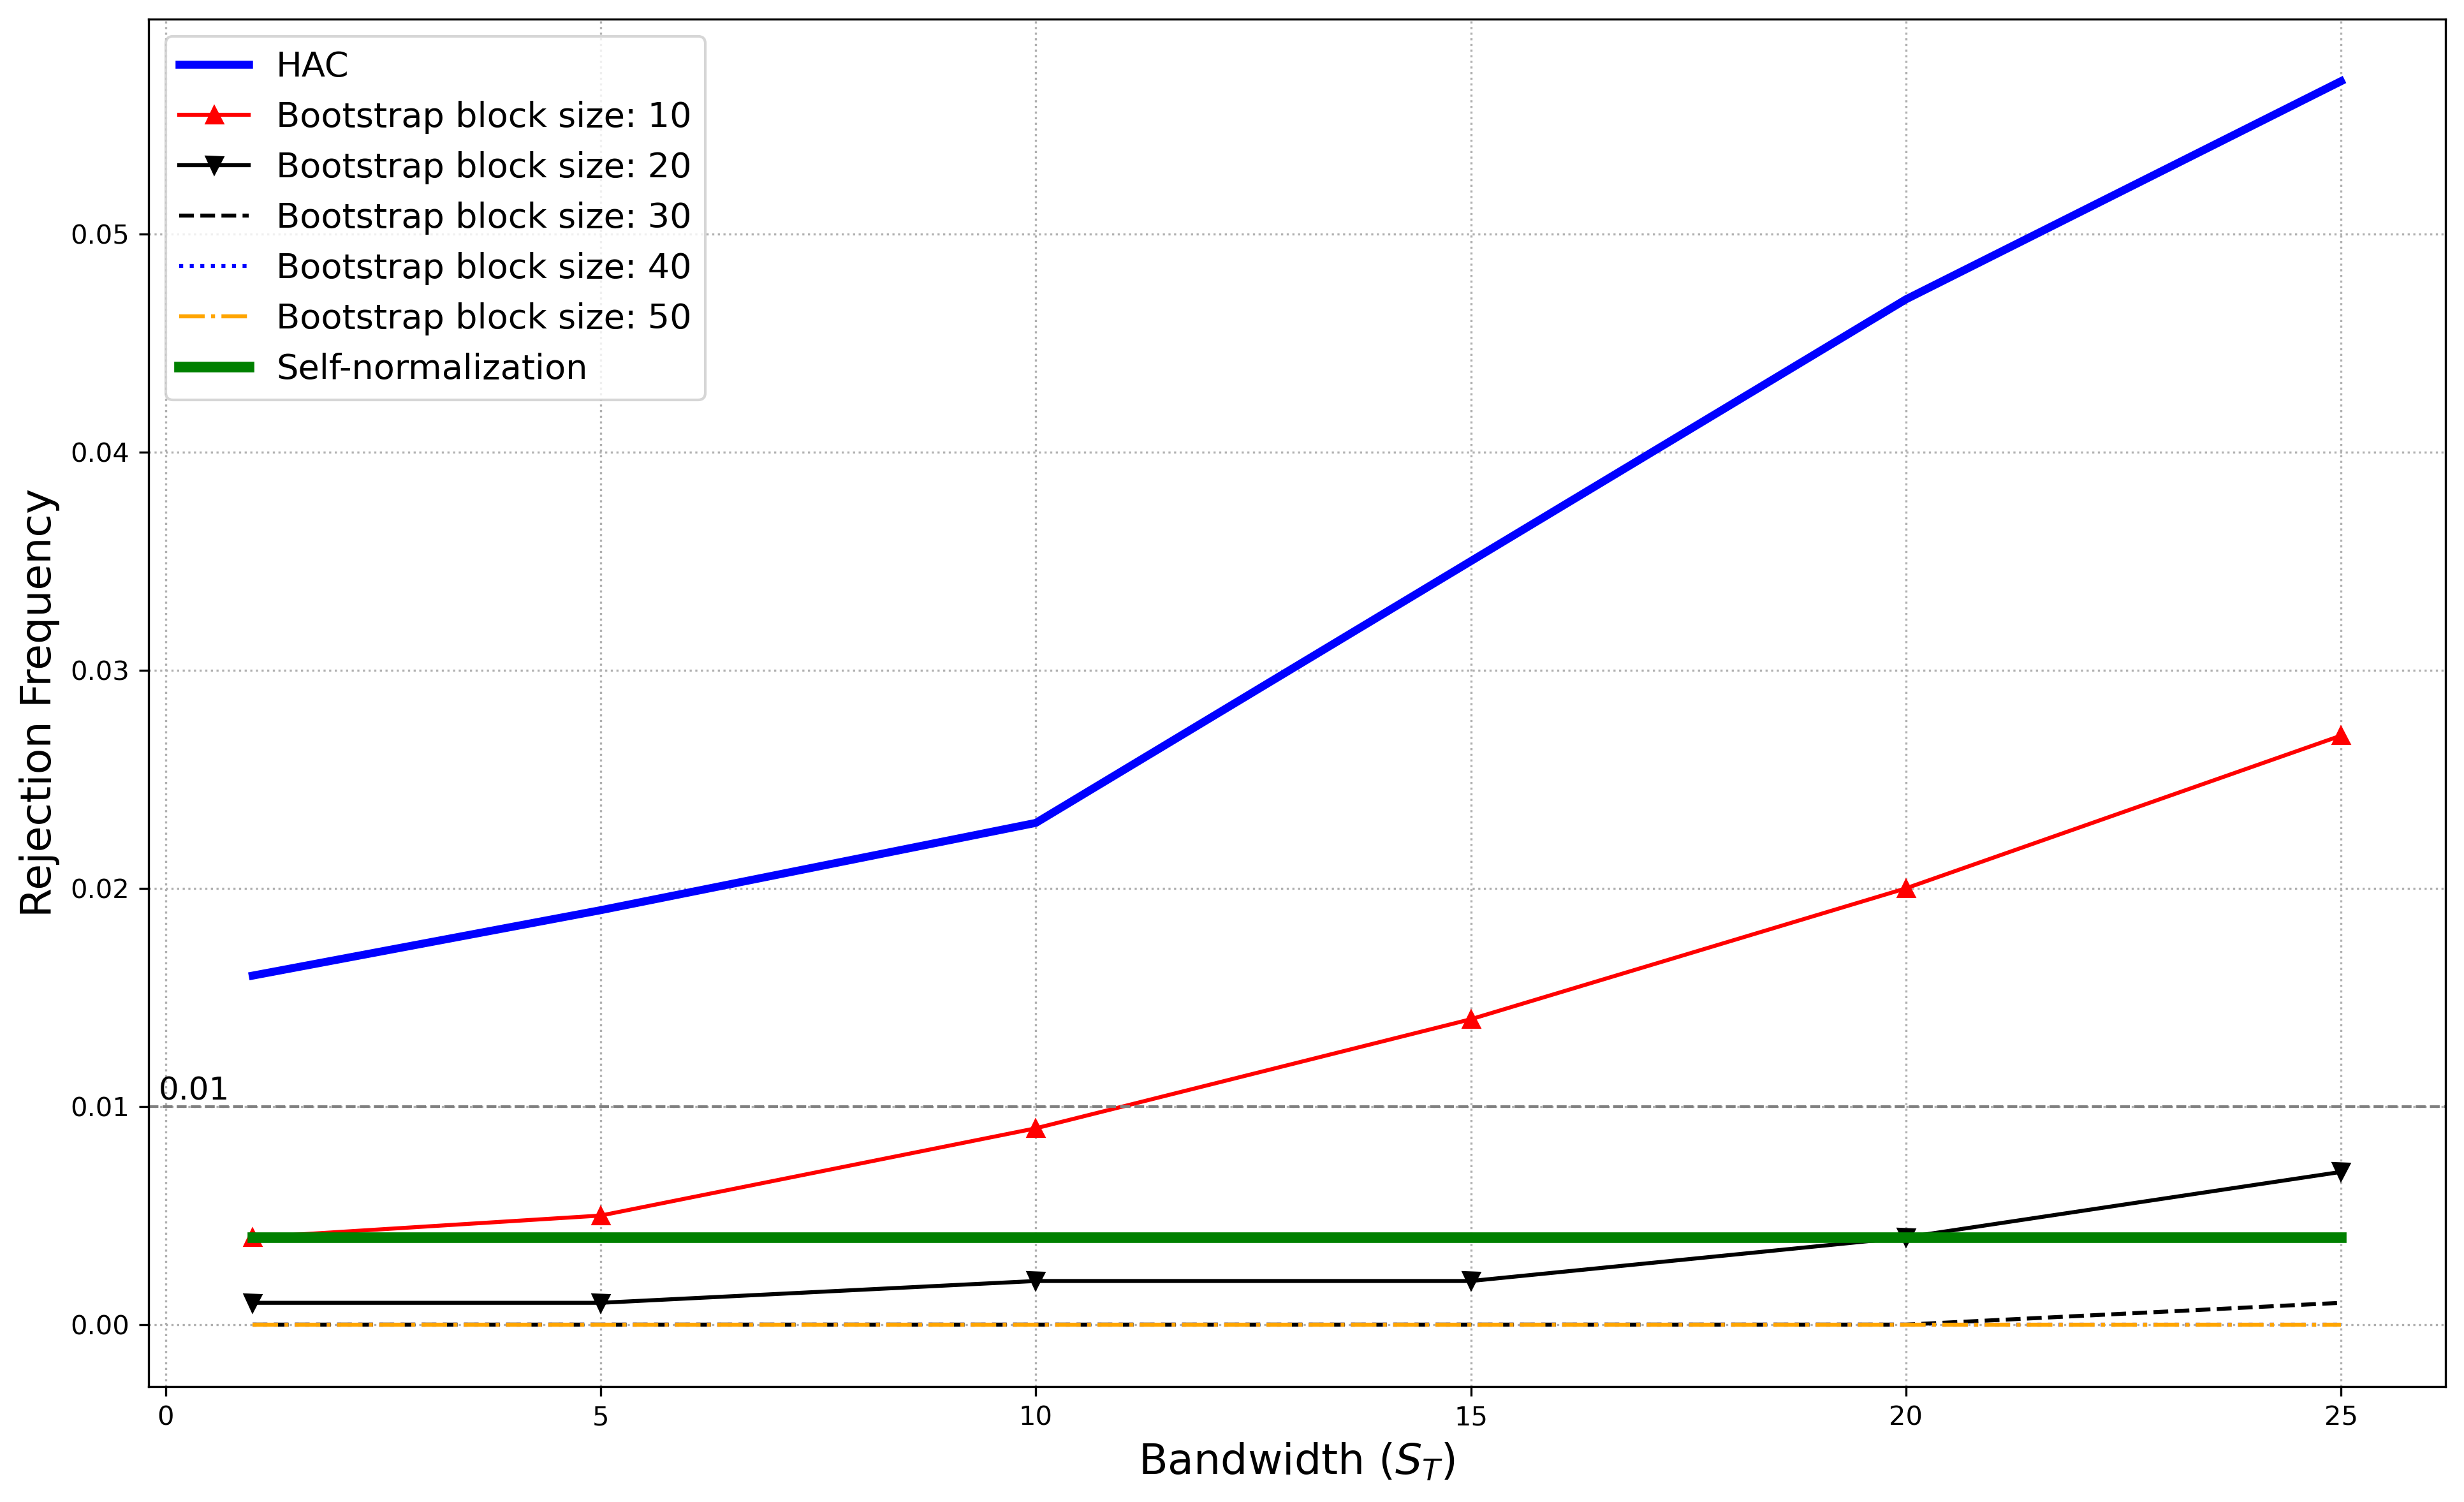 HAC
Bootstrap block size: 10
Bootstrap block size: 20
Bootstrap block size: 30
Bootstrap block size: 40
Bootstrap block size: 50
Self-normalization
Rejection Frequency
0.05
0.04
0.03
0.02
0.01
0.01
0.00
0 5 10 15 20 25
Bandwidth (S_T)